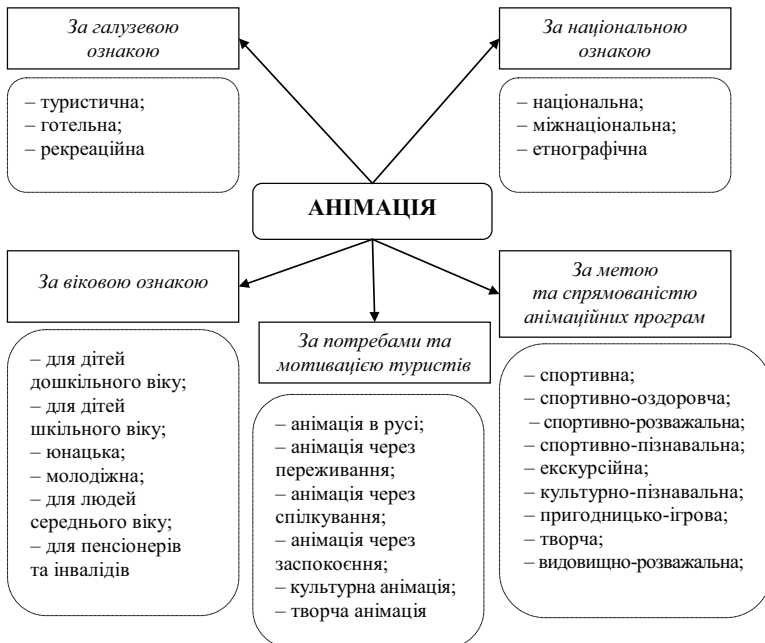 За галузевою
ознакою
– туристична;
– готельна;
– рекреаційна
За національною
ознакою
– національна;
– міжнаціональна;
– етнографічна
АНІМАЦІЯ
За віковою ознакою
– для дітей
дошкільного віку;
– для дітей
шкільного віку;
– юнацька;
– молодіжна;
– для людей
середнього віку;
– для пенсіонерів
та інвалідів
За потребами та
мотивацією туристів
– анімація в русі;
– анімація через
переживання;
– анімація через
спілкування;
– анімація через
заспокоєння;
– культурна анімація;
– творча анімація
За метою
та спрямованістю
анімаційних програм
– спортивна;
– спортивно-оздоровча;
– спортивно-розважальна;
– спортивно-пізнавальна;
– екскурсійна;
– культурно-пізнавальна;
– пригодницько-ігрова;
– творча;
– видовищно-розважальна;